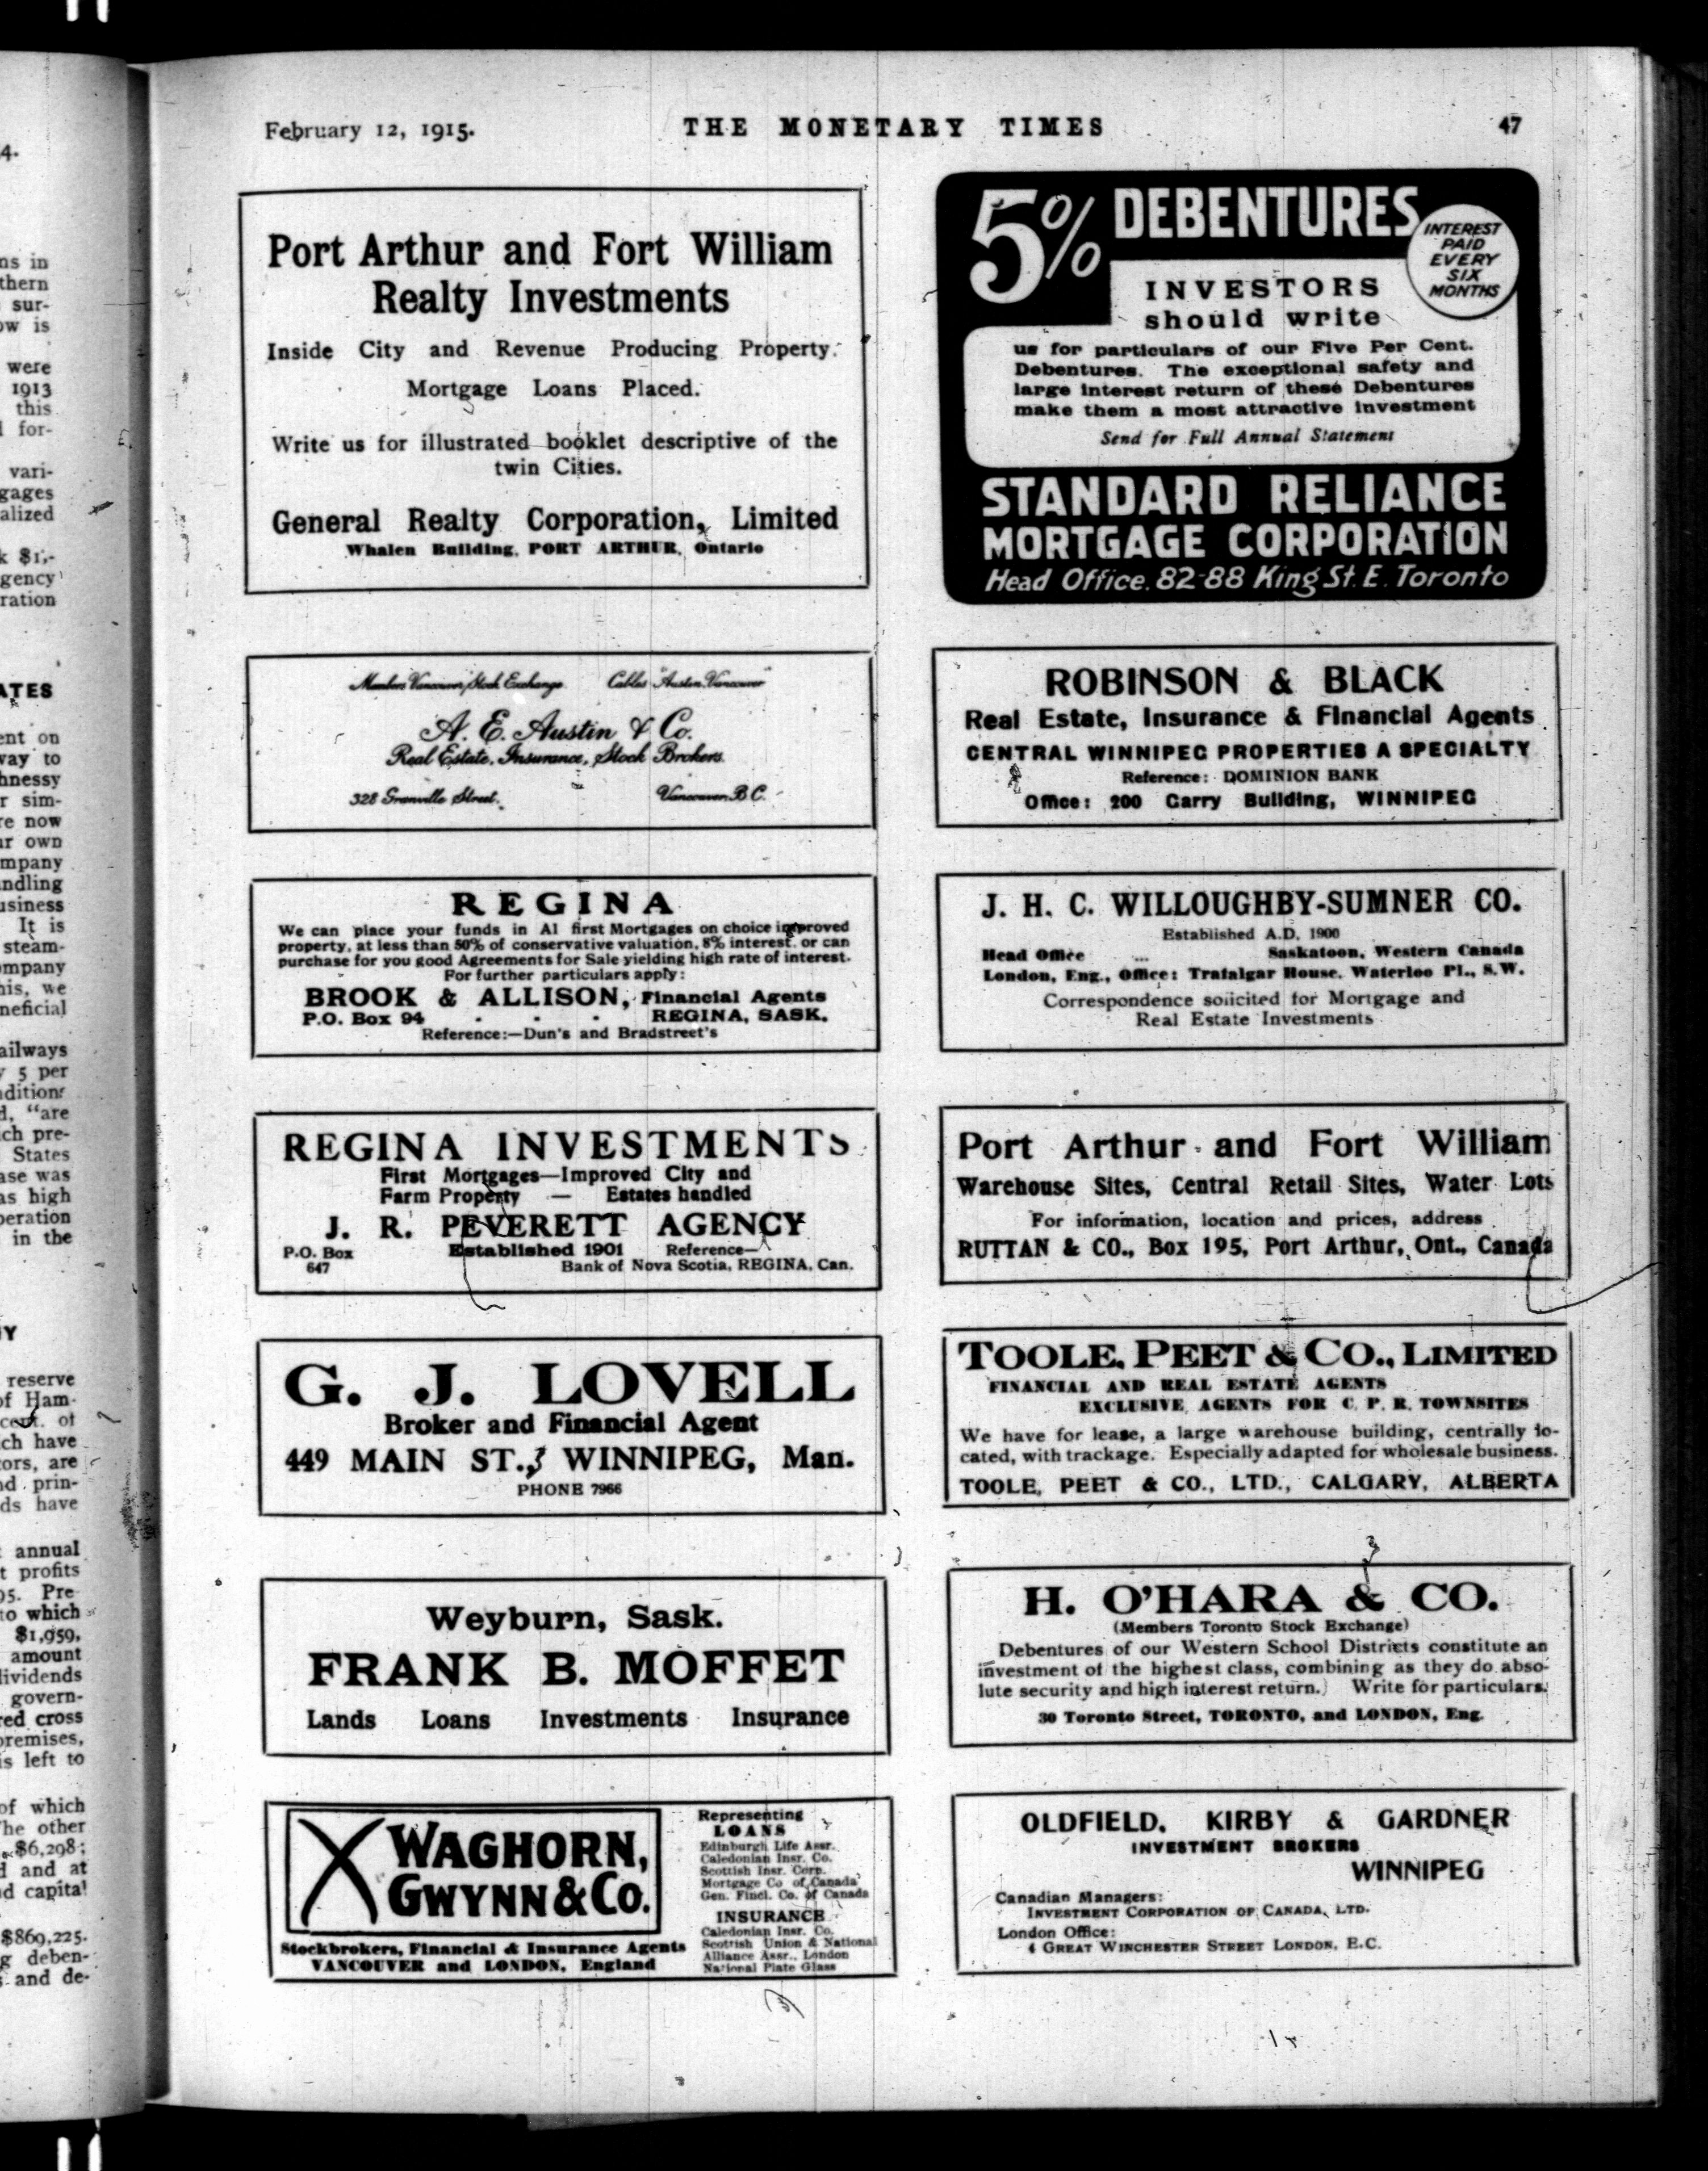 February 12, 1915.
THE MONETARY TIMES
47
Port Arthur and Fort William
Realty Investments
Inside City and Revenue Producing Property.
Mortgage Loans Placed.
Write us for illustrated booklet descriptive of the
twin Cities.
General Realty Corporation, Limited
Whalen Building, PORT ARTHUR, Ontario
5% DEBENTURES
INTEREST
PAID
EVERY
SIX
MONTHS
INVESTORS
should write
us for particulars of our Five Per Cent.
Debentures. The exceptional safety and
large interest return of these Debentures
make them a most attractive investment
Send for Full Annual Statement
STANDARD RELIANCE
MORTGAGE CORPORATION
Head Office. 82-88 King St. E. Toronto
Members Vancouver Stock Exchange Cables "Austin, Vancouver"
A. E. Austin & Co.
Real Estate, Insurance, Stock Brokers.
328 Granville Street. Vancouver, B.C.
ROBINSON & BLACK
Real Estate, Insurance & Financial Agents
CENTRAL WINNIPEG PROPERTIES A SPECIALTY
Reference: DOMINION BANK
Office: 200 Garry Building, WINNIPEG
REGINA
We can place your funds in A1 first Mortgages on choice improved
property, at less than 50% of conservative valuation, 8% interest, or can
purchase for you good Agreements for Sale yielding high rate of interest.
For further particulars apply:
BROOK & ALLISON, Financial Agents
P.O. Box 94 - - - REGINA, SASK.
Reference:—Dun's and Bradstreet's
J. H. C. WILLOUGHBY-SUMNER CO.
Established A.D. 1900
Head Office ... Saskatoon, Western Canada
London, Eng., Office: Trafalgar House, Waterloo Pl., S.W.
Correspondence solicited for Mortgage and
Real Estate Investments
REGINA INVESTMENTS
First Mortgages—Improved City and
Farm Property — Estates handled
J. R. PEVERETT AGENCY
P.O. Box Established 1901 Reference—
647 Bank of Nova Scotia, REGINA, Can.
Port Arthur and Fort William
Warehouse Sites, Central Retail Sites, Water Lots
For information, location and prices, address
RUTTAN & CO., Box 195, Port Arthur, Ont., Canada
G. J. LOVELL
Broker and Financial Agent
449 MAIN ST., WINNIPEG, Man.
PHONE 7966
TOOLE, PEET & CO., LIMITED
FINANCIAL AND REAL ESTATE AGENTS
EXCLUSIVE AGENTS FOR C. P. R. TOWNSITES
We have for lease, a large warehouse building, centrally lo-
cated, with trackage. Especially adapted for wholesale business.
TOOLE, PEET & CO., LTD., CALGARY, ALBERTA
Weyburn, Sask.
FRANK B. MOFFET
Lands Loans Investments Insurance
H. O'HARA & CO.
(Members Toronto Stock Exchange)
Debentures of our Western School Districts constitute an
investment of the highest class, combining as they do abso-
lute security and high interest return. Write for particulars.
30 Toronto Street, TORONTO, and LONDON, Eng.
WAGHORN,
GWYNN & CO.
Stockbrokers, Financial & Insurance Agents
VANCOUVER and LONDON, England
Representing
LOANS
Edinburgh Life Assr.
Caledonian Insr. Co.
Scottish Insr. Corp.
Mortgage Co of Canada
Gen. Fincl. Co. of Canada
INSURANCE
Caledonian Insr. Co.
Scottish Union & National
Alliance Assr., London
National Plate Glass
OLDFIELD, KIRBY & GARDNER
INVESTMENT BROKERS
WINNIPEG
Canadian Managers:
INVESTMENT CORPORATION OF CANADA, LTD.
London Office:
4 GREAT WINCHESTER STREET LONDON, E.C.